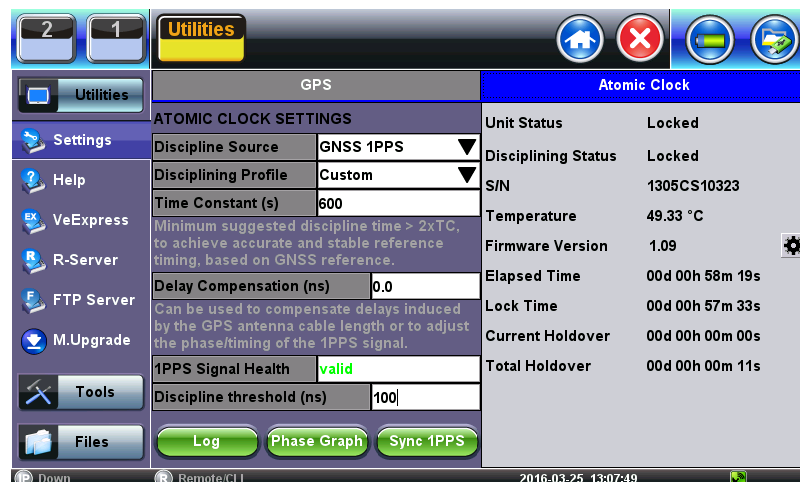 2
1
Utilities
Utilities
Settings
Help
EX
VeExpress
R
R-Server
F
FTP Server
M.Upgrade
Tools
Files
GPS
Atomic Clock
ATOMIC CLOCK SETTINGS
Discipline Source GNSS 1PPS
Disciplining Profile Custom
Time Constant (s) 600
Minimum suggested discipline time > 2xTC,
to achieve accurate and stable reference
timing, based on GNSS reference.
Delay Compensation (ns) 0.0
Can be used to compensate delays induced
by the GPS antenna cable length or to adjust
the phase/timing of the 1PPS signal.
1PPS Signal Health valid
Discipline threshold (ns) 100
Log
Phase Graph
Sync 1PPS
Unit Status Locked
Disciplining Status Locked
S/N 1305CS10323
Temperature 49.33 °C
Firmware Version 1.09
Elapsed Time 00d 00h 58m 19s
Lock Time 00d 00h 57m 33s
Current Holdover 00d 00h 00m 00s
Total Holdover 00d 00h 00m 11s
IP Down
R Remote/CLI
2016-03-25 13:07:49